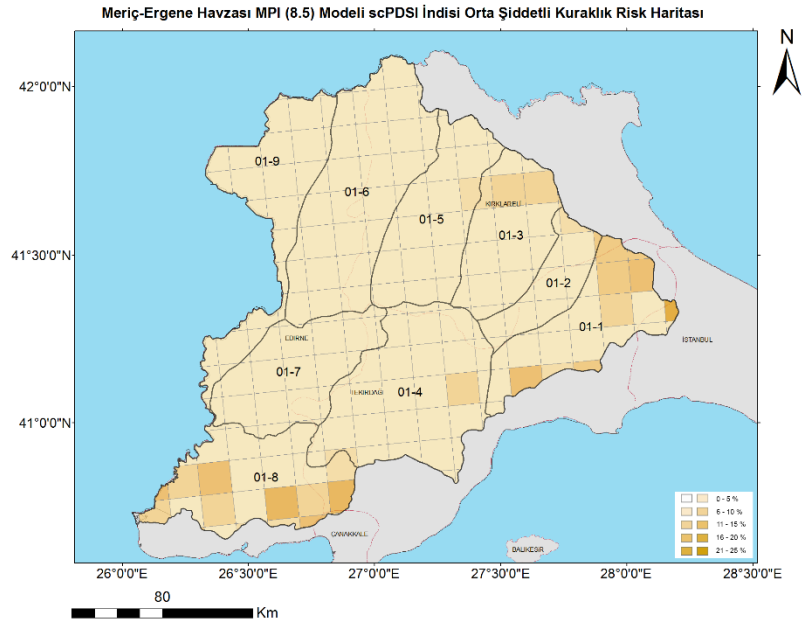 Meriç-Ergene Havzası MPI (8.5) Modeli scPDSI İndisi Orta Şiddetli Kuraklık Risk Haritası
N
42°0'0"N
41°30'0"N
41°0'0"N
01-9
01-6
01-5
KIRKLARELİ
01-3
01-2
01-1
İSTANBUL
EDİRNE
01-7
TEKİRDAĞ
01-4
01-8
ÇANAKKALE
BALIKESİR
0 - 5 %
6 - 10 %
11 - 15 %
16 - 20 %
21 - 25 %
26°0'0"E
26°30'0"E
27°0'0"E
27°30'0"E
28°0'0"E
28°30'0"E
80
Km